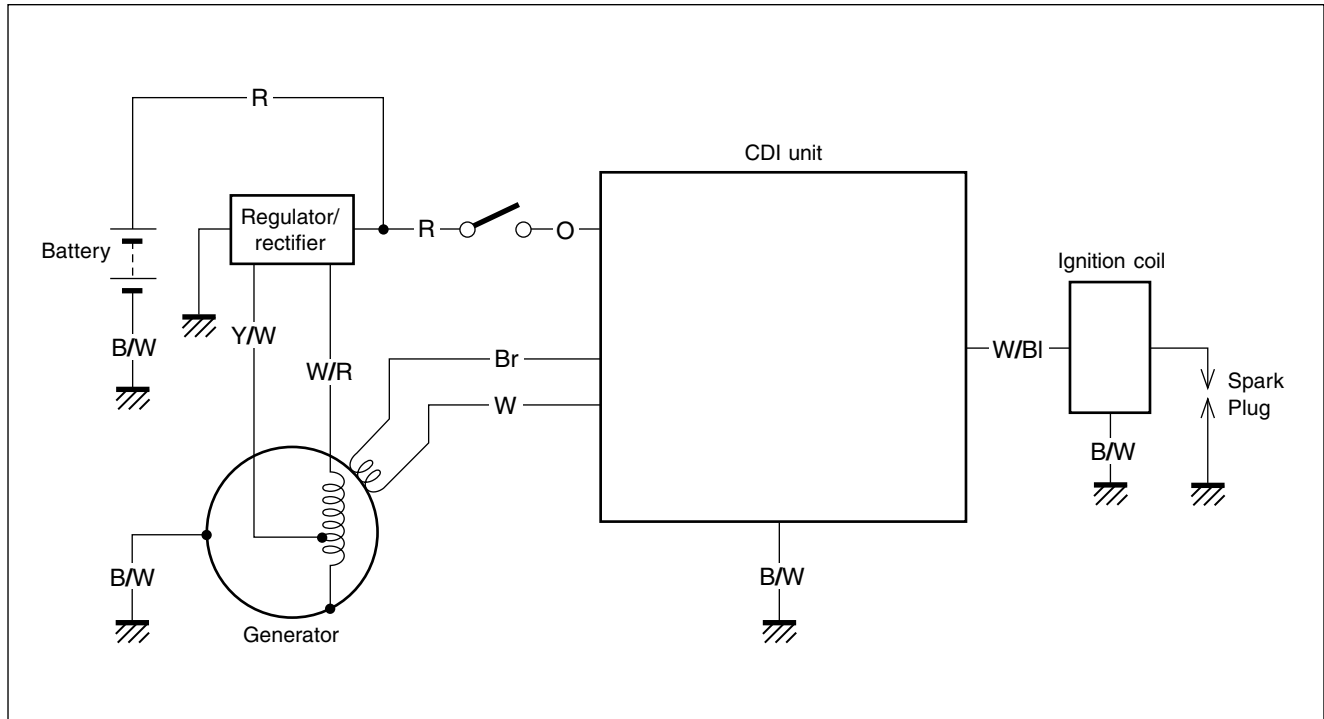 R
CDI unit
Regulator/
rectifier
R
O
Battery
Ignition coil
Y/W
B/W
W/R
Br
W/Bl
W
Spark
Plug
B/W
B/W
B/W
Generator